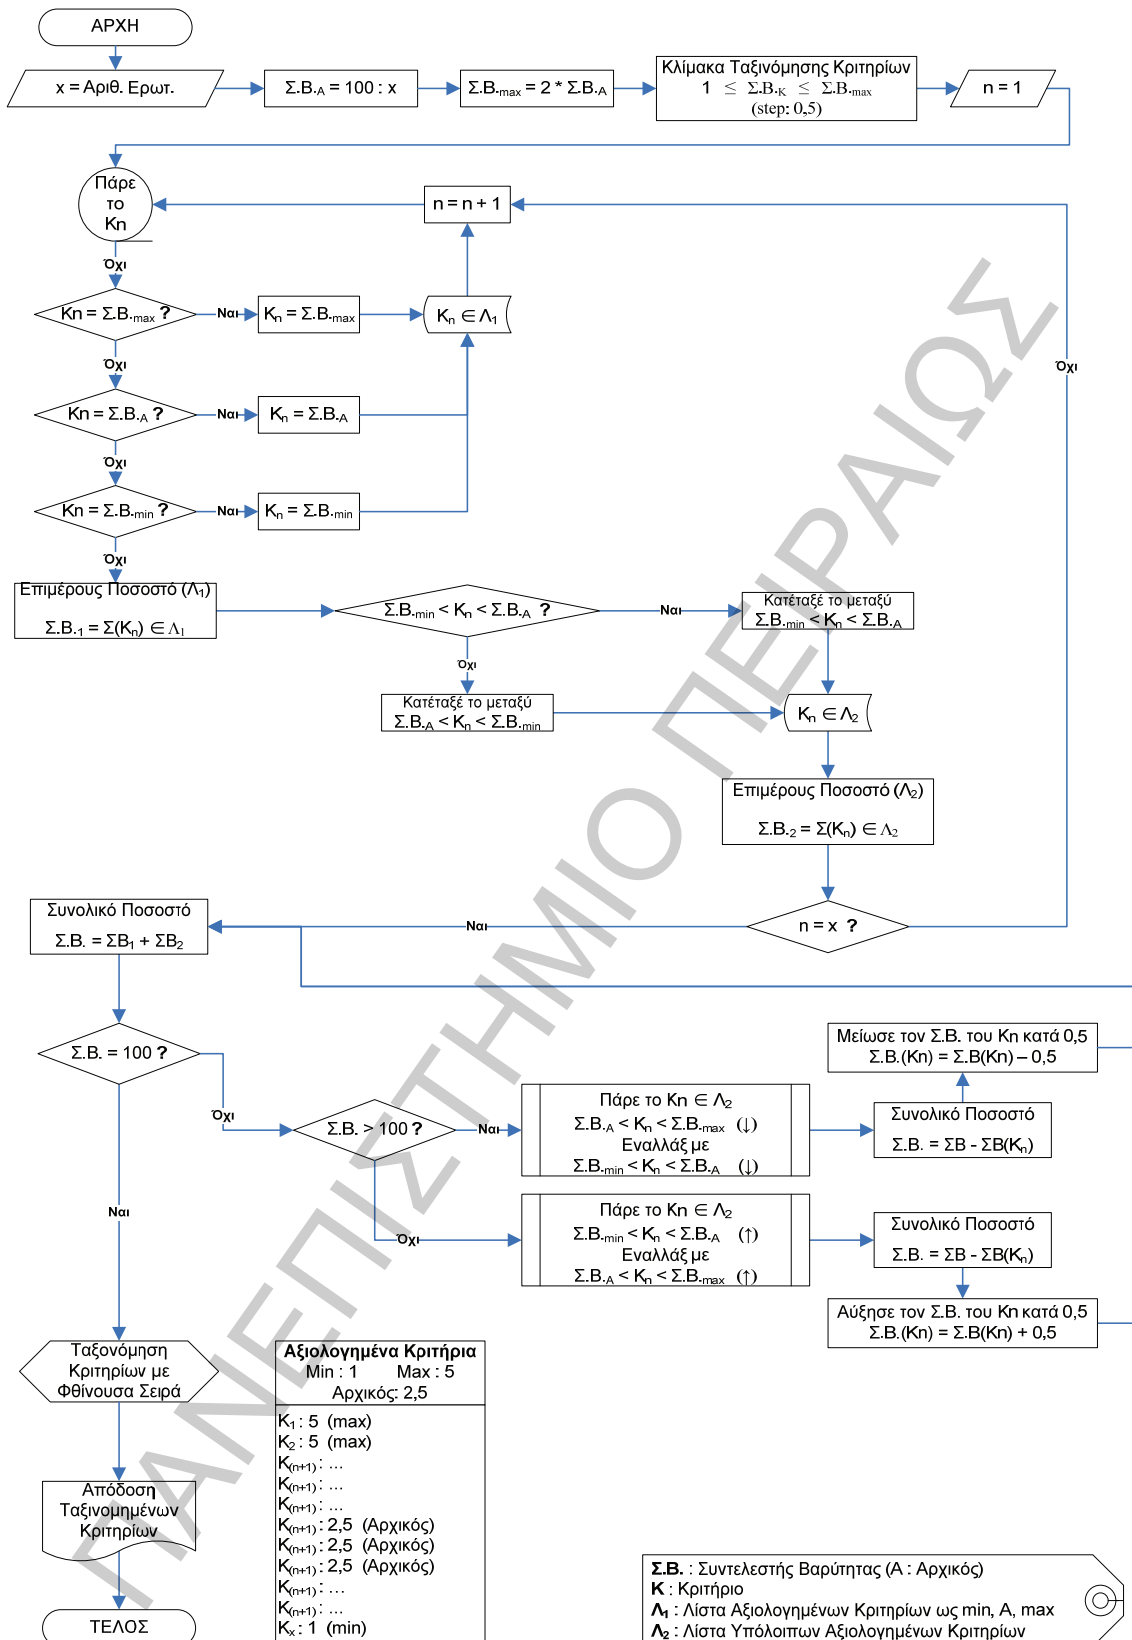 ΑΡΧΗ
x = Αριθ. Ερωτ.
Σ.Β.Α = 100 : x
Σ.Β.max = 2 * Σ.Β.Α
Κλίμακα Ταξινόμησης Κριτηρίων
1 ≤ Σ.Β.Κ ≤ Σ.Β.max
(step: 0,5)
n = 1
Πάρε
το
Kn
n = n + 1
Όχι
Kn = Σ.Β.max ?
Ναι
Kn = Σ.Β.max
Kn ∈ Λ1
Όχι
Όχι
Kn = Σ.Β.Α ?
Ναι
Kn = Σ.Β.Α
Όχι
Kn = Σ.Β.min ?
Ναι
Kn = Σ.Β.min
Όχι
Επιμέρους Ποσοστό (Λ1)
Σ.Β.1 = Σ(Kn) ∈ Λ1
Σ.Β.min < Kn < Σ.Β.Α ?
Ναι
Κατέταξέ το μεταξύ
Σ.Β.min < Kn < Σ.Β.Α
Όχι
Κατέταξέ το μεταξύ
Σ.Β.Α < Kn < Σ.Β.min
Kn ∈ Λ2
Επιμέρους Ποσοστό (Λ2)
Σ.Β.2 = Σ(Kn) ∈ Λ2
n = x ?
Ναι
Συνολικό Ποσοστό
Σ.Β. = ΣΒ1 + ΣΒ2
Σ.Β. = 100 ?
Όχι
Σ.Β. > 100 ?
Ναι
Πάρε το Kn ∈ Λ2
Σ.Β.Α < Kn < Σ.Β.max (↓)
Εναλλάξ με
Σ.Β.min < Kn < Σ.Β.Α (↓)
Μείωσε τον Σ.Β. του Kn κατά 0,5
Σ.Β.(Kn) = Σ.Β(Kn) – 0,5
Συνολικό Ποσοστό
Σ.Β. = ΣΒ - ΣΒ(Kn)
Ναι
Όχι
Πάρε το Kn ∈ Λ2
Σ.Β.min < Kn < Σ.Β.Α (↑)
Εναλλάξ με
Σ.Β.Α < Kn < Σ.Β.max (↑)
Συνολικό Ποσοστό
Σ.Β. = ΣΒ - ΣΒ(Kn)
Αύξησε τον Σ.Β. του Kn κατά 0,5
Σ.Β.(Kn) = Σ.Β(Kn) + 0,5
Ταξονόμηση
Κριτηρίων με
Φθίνουσα Σειρά
Απόδοση
Ταξινομημένων
Κριτηρίων
ΤΕΛΟΣ
Αξιολογημένα Κριτήρια
Min : 1 Max : 5
Αρχικός: 2,5
K1 : 5 (max)
K2 : 5 (max)
K(n+1) : ...
K(n+1) : ...
K(n+1) : ...
K(n+1) : 2,5 (Αρχικός)
K(n+1) : 2,5 (Αρχικός)
K(n+1) : 2,5 (Αρχικός)
K(n+1) : ...
K(n+1) : ...
Kx : 1 (min)
Σ.Β. : Συντελεστής Βαρύτητας (Α : Αρχικός)
Κ : Κριτήριο
Λ1 : Λίστα Αξιολογημένων Κριτηρίων ως min, A, max
Λ2 : Λίστα Υπόλοιπων Αξιολογημένων Κριτηρίων
ΠΑΝΕΠΙΣΤΗΜΙΟ ΠΕΙΡΑΙΩΣ